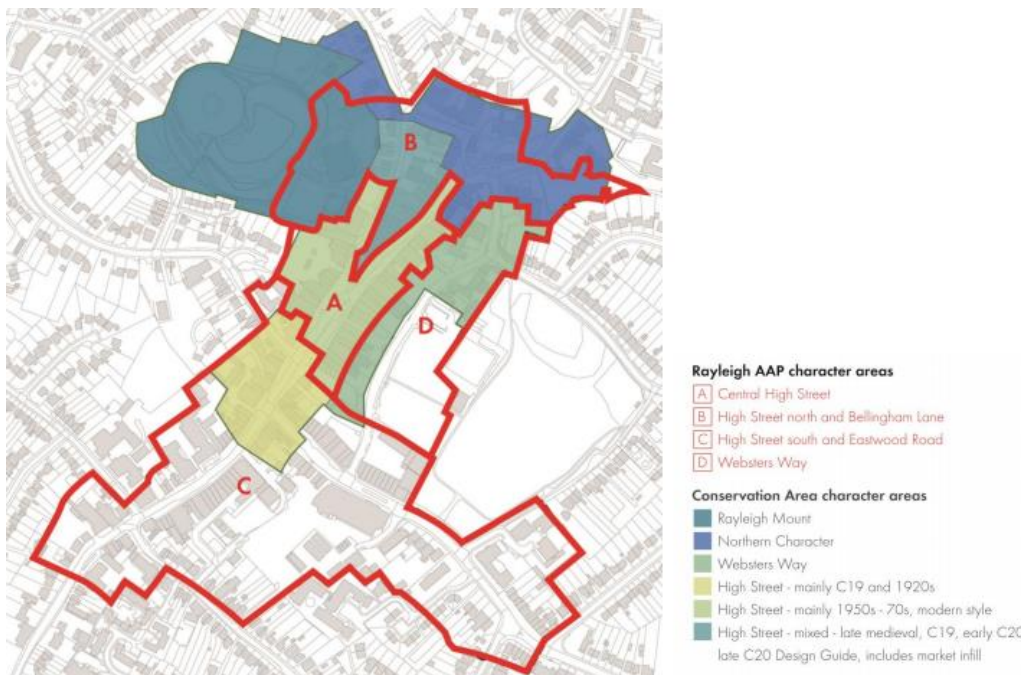 B
A
D
C
Rayleigh AAP character areas
A Central High Street
B High Street north and Bellingham Lane
C High Street south and Eastwood Road
D Websters Way
Conservation Area character areas
Rayleigh Mount
Northern Character
Websters Way
High Street - mainly C19 and 1920s
High Street - mainly 1950s - 70s, modern style
High Street - mixed - late medieval, C19, early C20
late C20 Design Guide, includes market infill